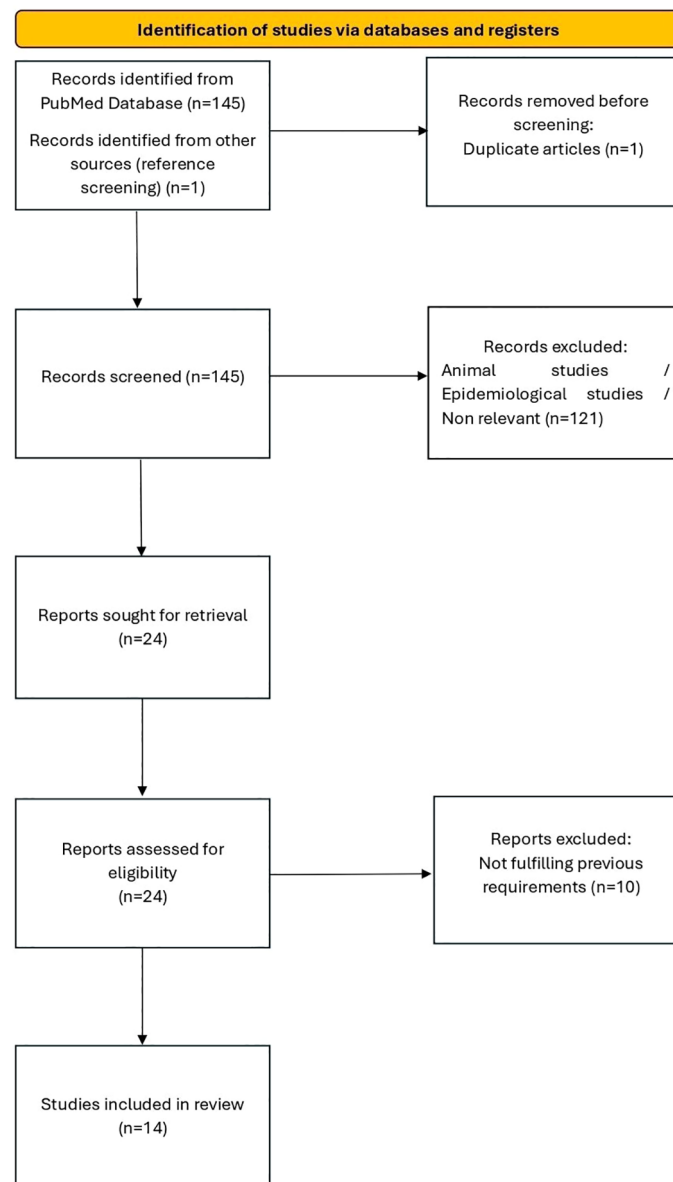 Identification of studies via databases and registers
Records identified from
PubMed Database (n=145)
Records identified from other
sources (reference
screening) (n=1)
Records removed before
screening:
Duplicate articles (n=1)
Records screened (n=145)
Records excluded:
Animal studies /
Epidemiological studies /
Non relevant (n=121)
Reports sought for retrieval
(n=24)
Reports assessed for
eligibility
(n=24)
Reports excluded:
Not fulfilling previous
requirements (n=10)
Studies included in review
(n=14)